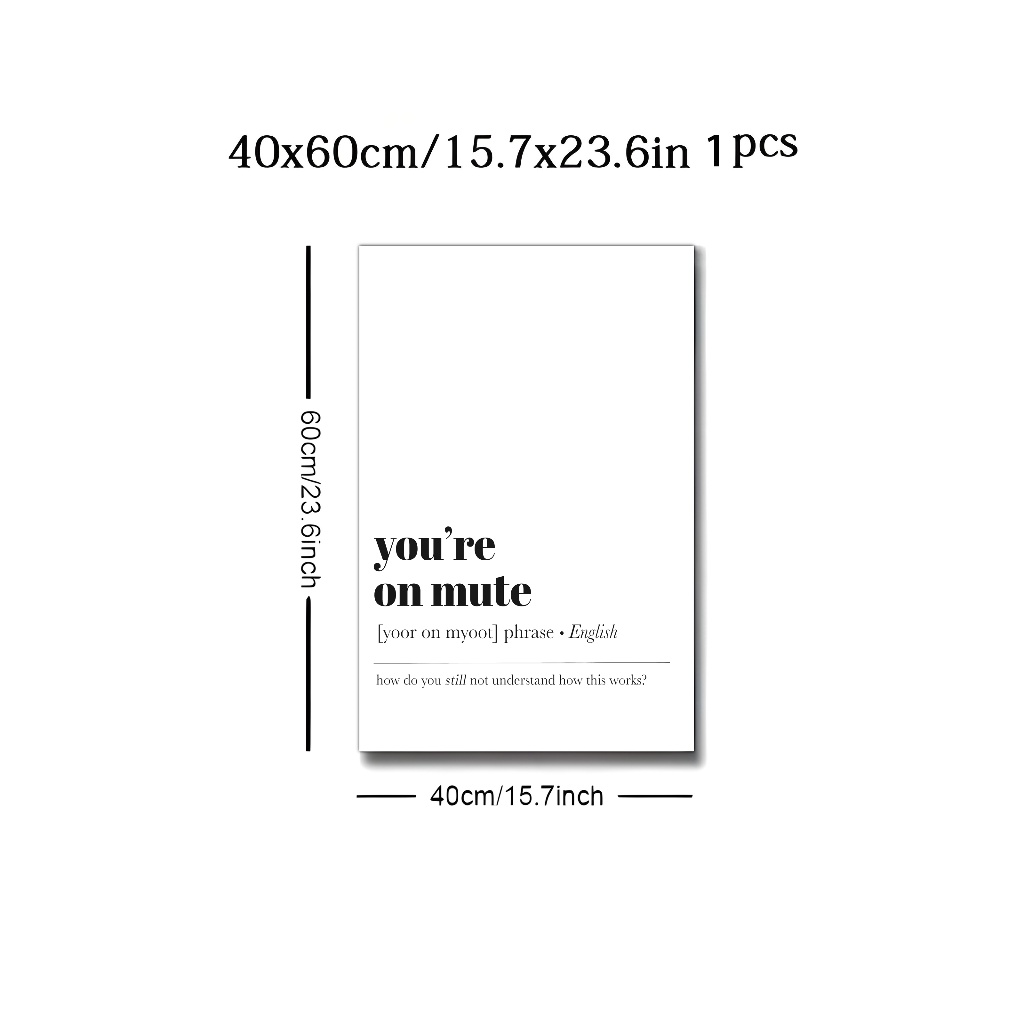 40x60cm/15.7x23.6in 1pcs
60cm/23.6inch
you’re
on mute
[yoor on myoot] phrase • English
how do you still not understand how this works?
40cm/15.7inch